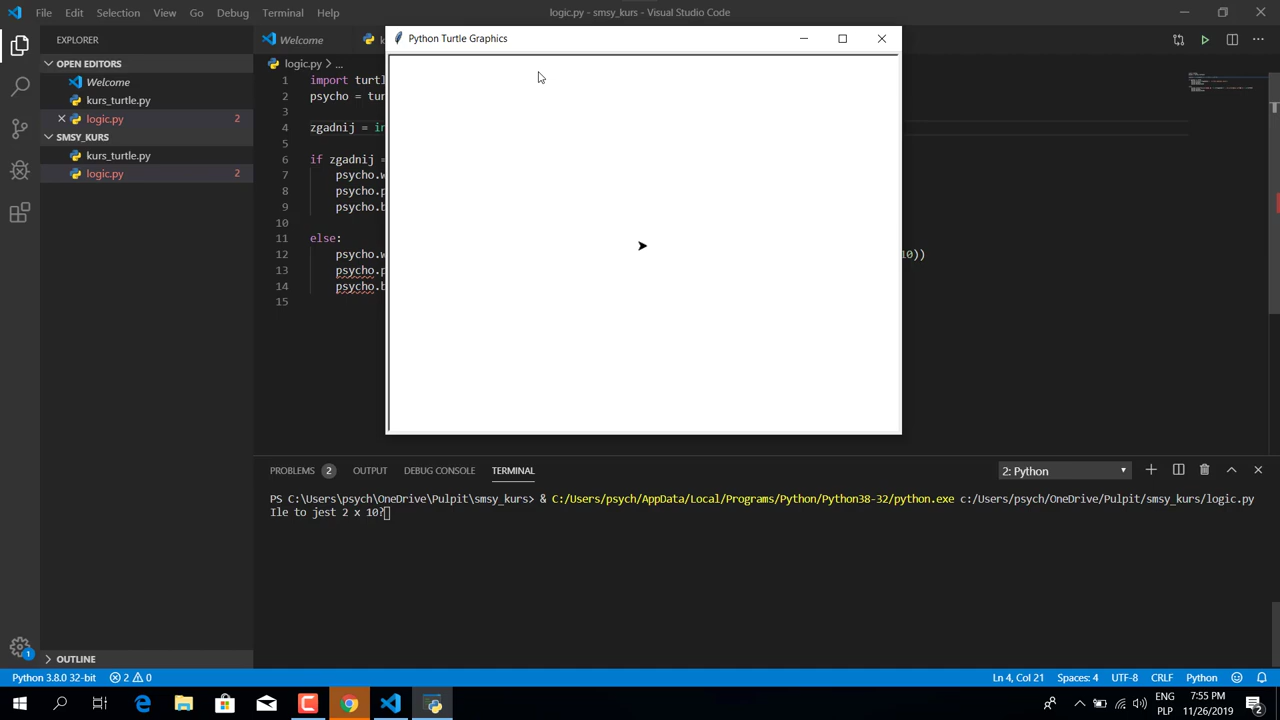 File Edit Selection View Go Debug Terminal Help
logic.py - smsy_kurs - Visual Studio Code
EXPLORER
Welcome
Python Turtle Graphics
OPEN EDITORS
logic.py > ...
Welcome
kurs_turtle.py
logic.py 2
SMSY_KURS
kurs_turtle.py
logic.py 2
1 import turtl
2 psycho = tur
3
4 zgadnij = in
5
6 if zgadnij =
7 psycho.w
8 psycho.p
9 psycho.b
10
11 else:
12 psycho.w 10))
13 psycho.p
14 psycho.b
15
PROBLEMS 2 OUTPUT DEBUG CONSOLE TERMINAL 2: Python
PS C:\Users\psych\OneDrive\Pulpit\smsy_kurs> & C:/Users/psych/AppData/Local/Programs/Python/Python38-32/python.exe c:/Users/psych/OneDrive/Pulpit/smsy_kurs/logic.py
Ile to jest 2 x 10?
OUTLINE
1
Python 3.8.0 32-bit 2 0 Ln 4, Col 21 Spaces: 4 UTF-8 CRLF Python
ENG 7:55 PM
PLP 11/26/2019 2